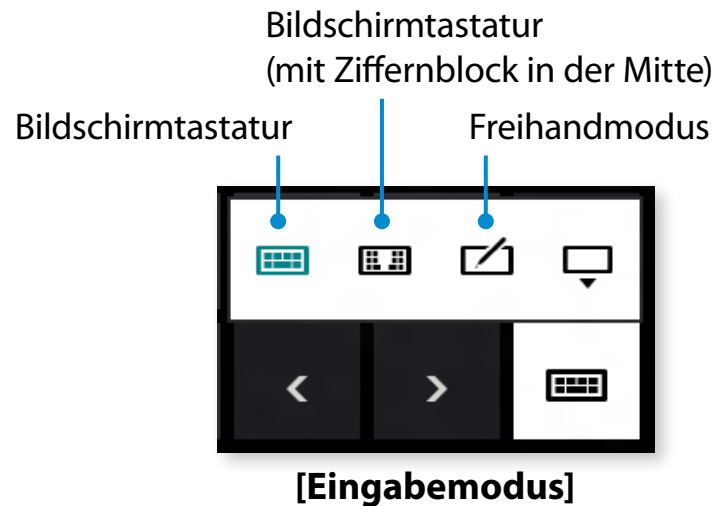 Bildschirmtastatur
(mit Ziffernblock in der Mitte)
Bildschirmtastatur
Freihandmodus
[Eingabemodus]